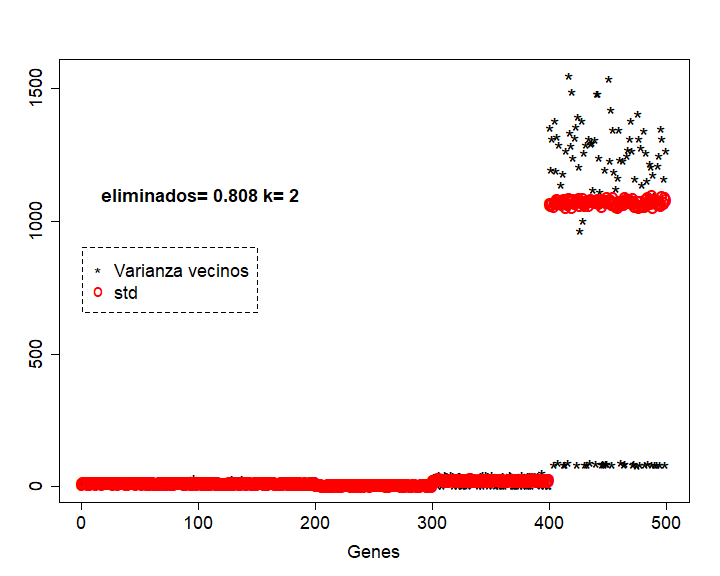 1500
1000
500
0
eliminados= 0.808 k= 2
* Varianza vecinos
o std
0 100 200 300 400 500
Genes